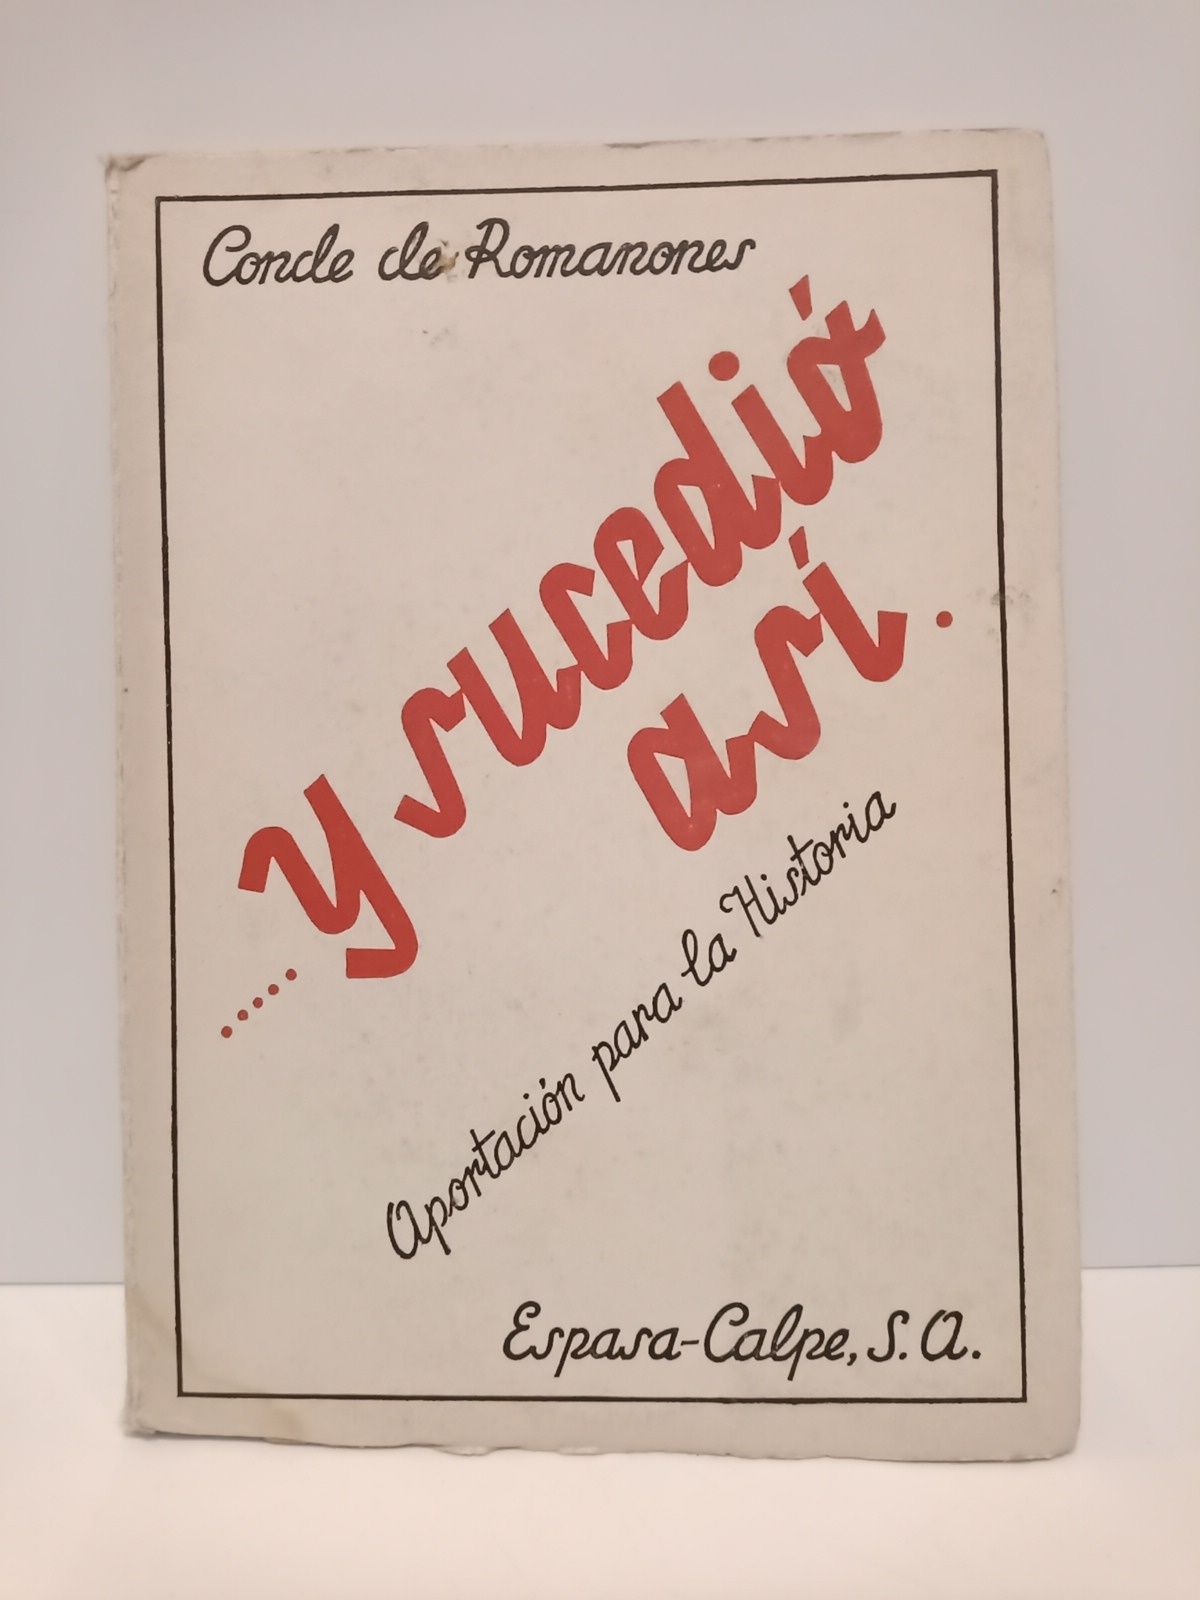 Conde de Romanones
.....y sucedió
así.
Aportación para la Historia
Espasa-Calpe, S. A.